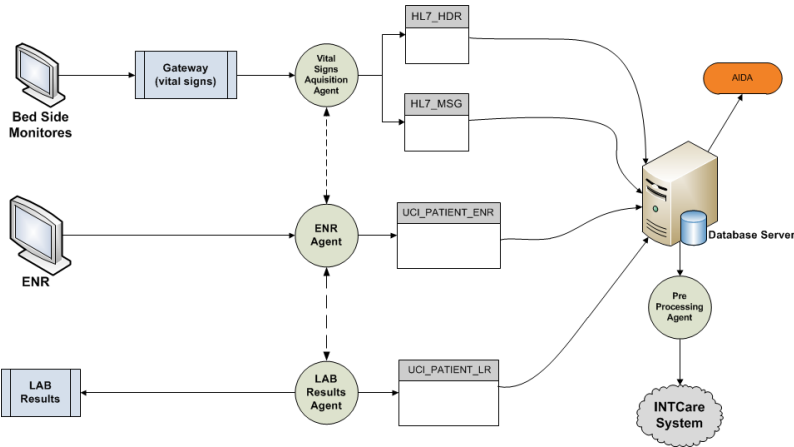 HL7_HDR
Gateway
(vital signs)
Vital
Signs
Aquisition
Agent
AIDA
HL7_MSG
Bed Side
Monitores
UCI_PATIENT_ENR
ENR
Agent
Database Server
ENR
Pre
Processing
Agent
UCI_PATIENT_LR
LAB
Results
LAB
Results
Agent
INTCare
System